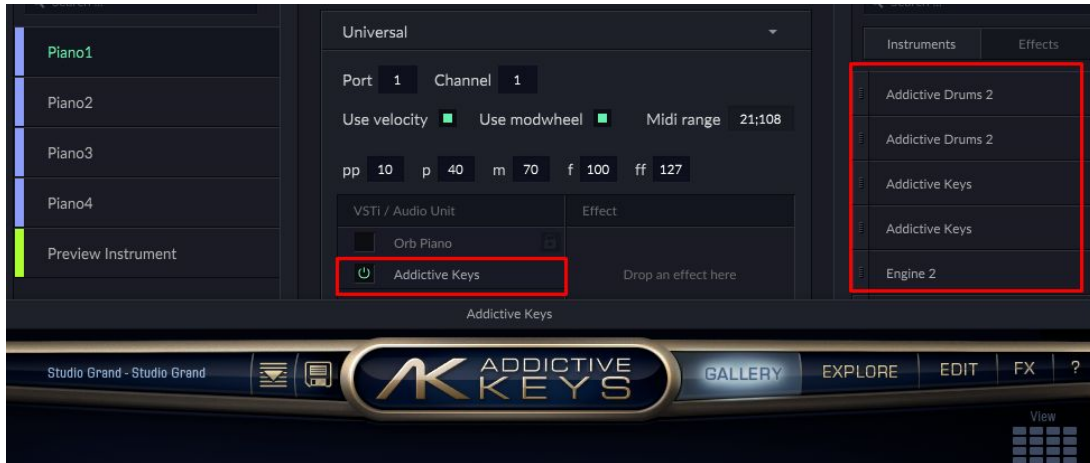 Universal
Instruments Effects
Piano1
Port 1 Channel 1
Piano2
Addictive Drums 2
Use velocity Use modwheel Midi range 21;108
Addictive Drums 2
Piano3
pp 10 p 40 m 70 f 100 ff 127
Addictive Keys
Piano4
VSTi / Audio Unit Effect
Addictive Keys
Orb Piano
Preview Instrument
Addictive Keys Drop an effect here
Engine 2
Addictive Keys
Studio Grand - Studio Grand
AK ADDICTIVE
KEYS
GALLERY EXPLORE EDIT FX ?
View